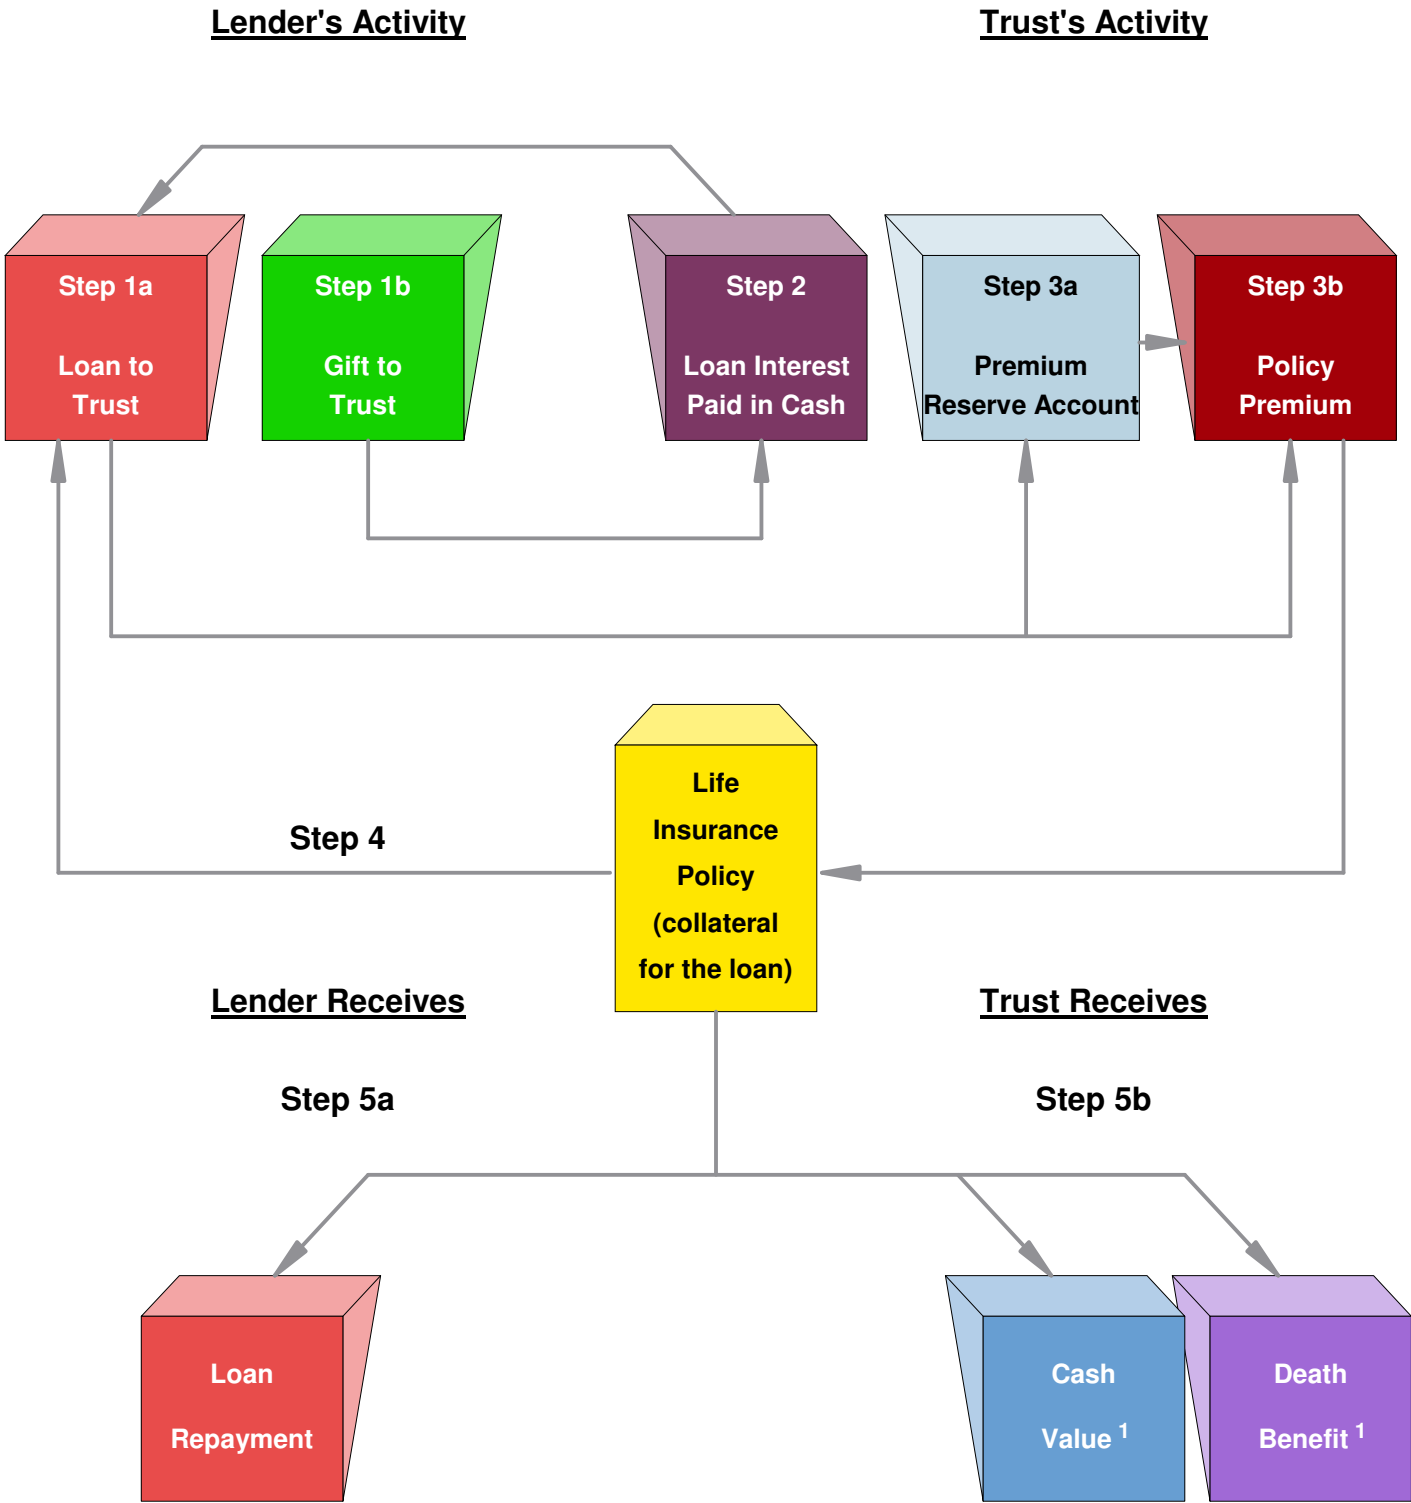 Lender's Activity
Trust's Activity
Step 1a
Loan to
Trust
Step 1b
Gift to
Trust
Step 2
Loan Interest
Paid in Cash
Step 3a
Premium
Reserve Account
Step 3b
Policy
Premium
Life
Insurance
Policy
(collateral
for the loan)
Step 4
Lender Receives
Trust Receives
Step 5a
Step 5b
Loan
Repayment
Cash
Value 1
Death
Benefit 1